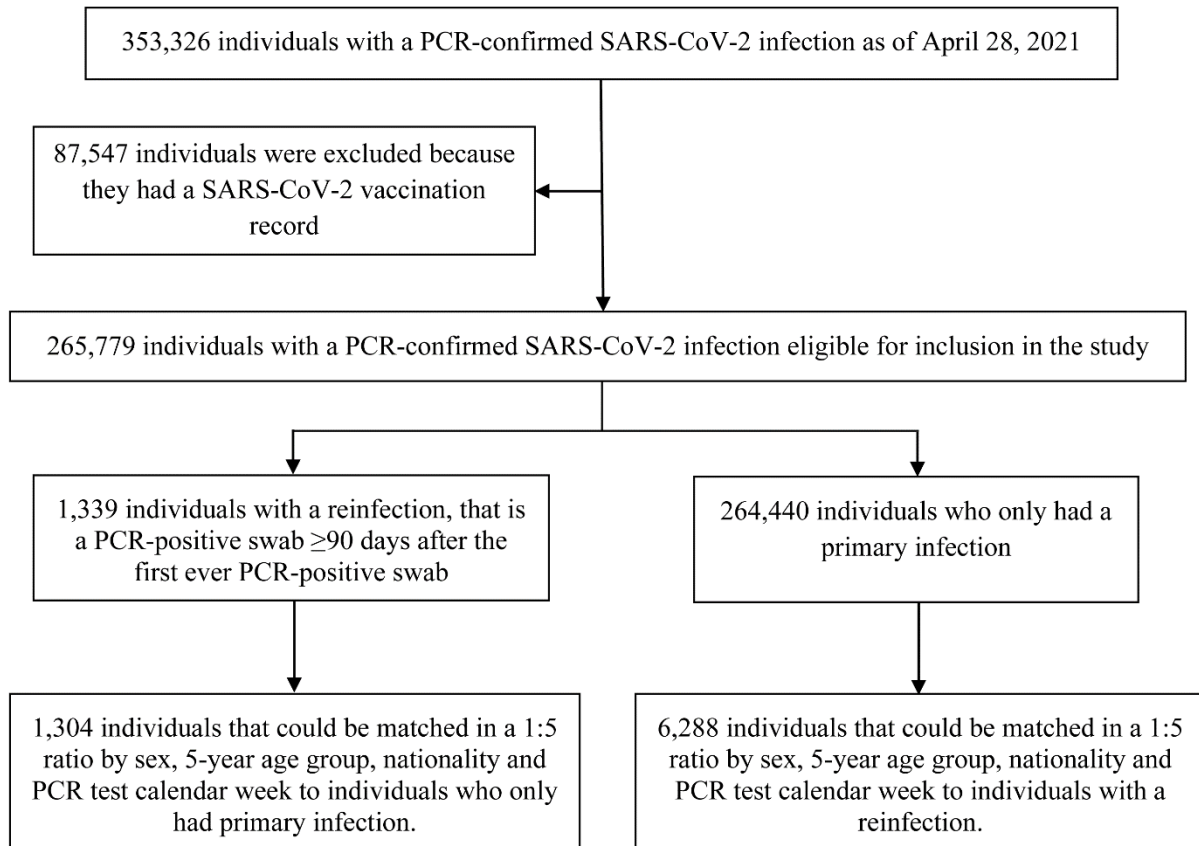 353,326 individuals with a PCR-confirmed SARS-CoV-2 infection as of April 28, 2021
87,547 individuals were excluded because
they had a SARS-CoV-2 vaccination
record
265,779 individuals with a PCR-confirmed SARS-CoV-2 infection eligible for inclusion in the study
1,339 individuals with a reinfection, that is
a PCR-positive swab ≥90 days after the
first ever PCR-positive swab
264,440 individuals who only had a
primary infection
1,304 individuals that could be matched in a 1:5
ratio by sex, 5-year age group, nationality and
PCR test calendar week to individuals who only
had primary infection.
6,288 individuals that could be matched in a 1:5
ratio by sex, 5-year age group, nationality and
PCR test calendar week to individuals with a
reinfection.